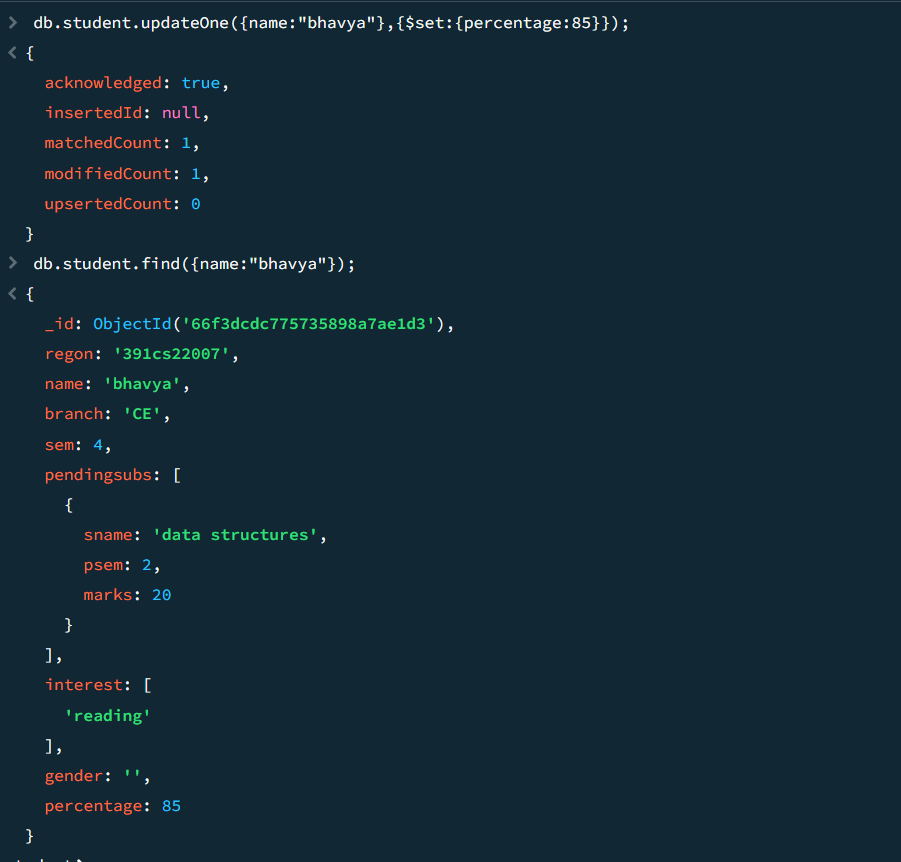 > db.student.updateOne({name:"bhavya"},{$set:{percentage:85}});
< {
acknowledged: true,
insertedId: null,
matchedCount: 1,
modifiedCount: 1,
upsertedCount: 0
}
> db.student.find({name:"bhavya"});
< {
_id: ObjectId('66f3dcdc775735898a7ae1d3'),
regon: '391cs22007',
name: 'bhavya',
branch: 'CE',
sem: 4,
pendingsubs: [
{
sname: 'data structures',
psem: 2,
marks: 20
}
],
interest: [
'reading'
],
gender: '',
percentage: 85
}